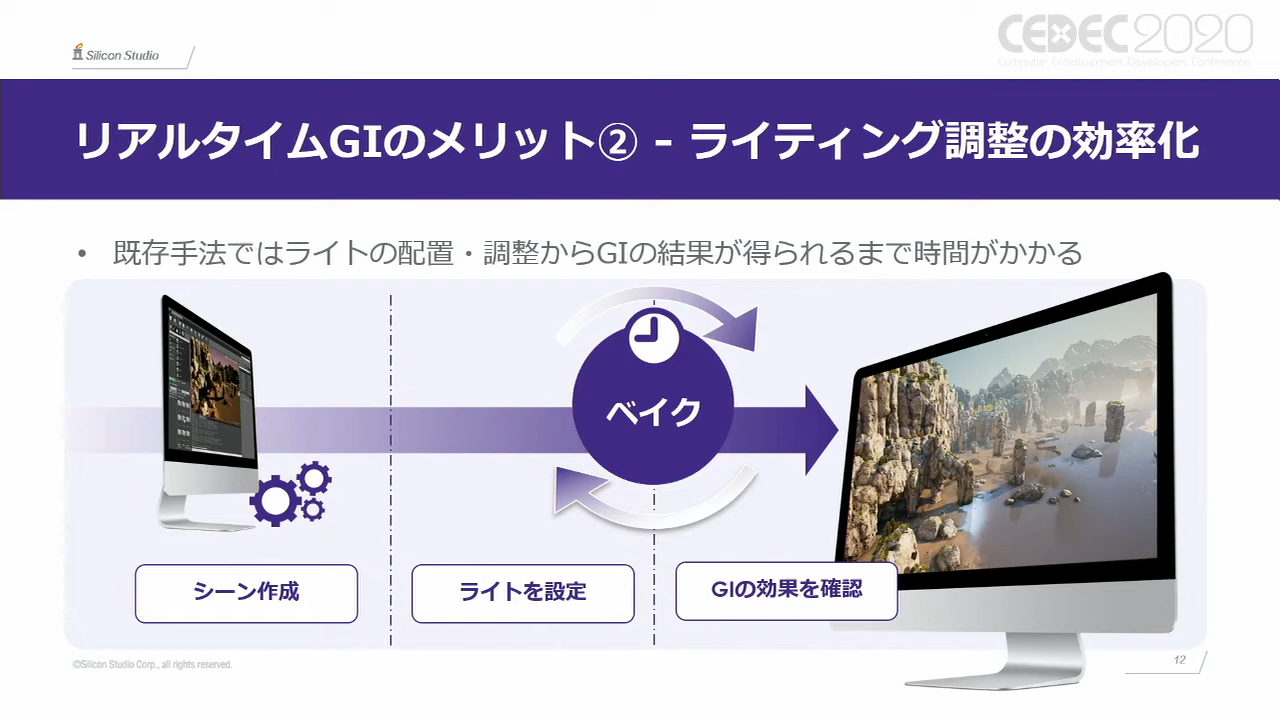 Silicon Studio
CEDEC2020
Computer Entertainment Developers Conference
リアルタイムGIのメリット② - ライティング調整の効率化
• 既存手法ではライトの配置・調整からGIの結果が得られるまで時間がかかる
ベイク
シーン作成
ライトを設定
GIの効果を確認
©Silicon Studio Corp., all rights reserved.
12